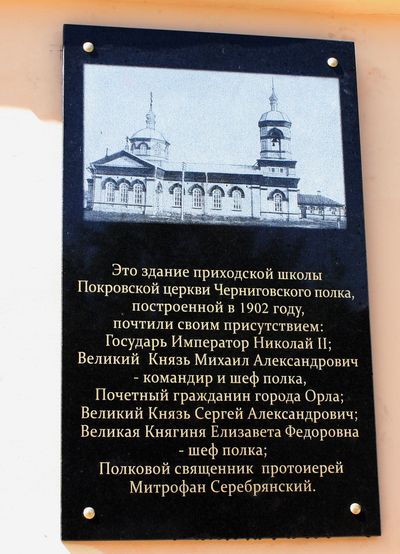 Это здание приходской школы
Покровской церкви Черниговского полка,
построенной в 1902 году,
почтили своим присутствием:
Государь Император Николай II;
Великий Князь Михаил Александрович
- командир и шеф полка,
Почетный гражданин города Орла;
Великий Князь Сергей Александрович;
Великая Княгиня Елизавета Федоровна
- шеф полка;
Полковой священник протоиерей
Митрофан Серебрянский.